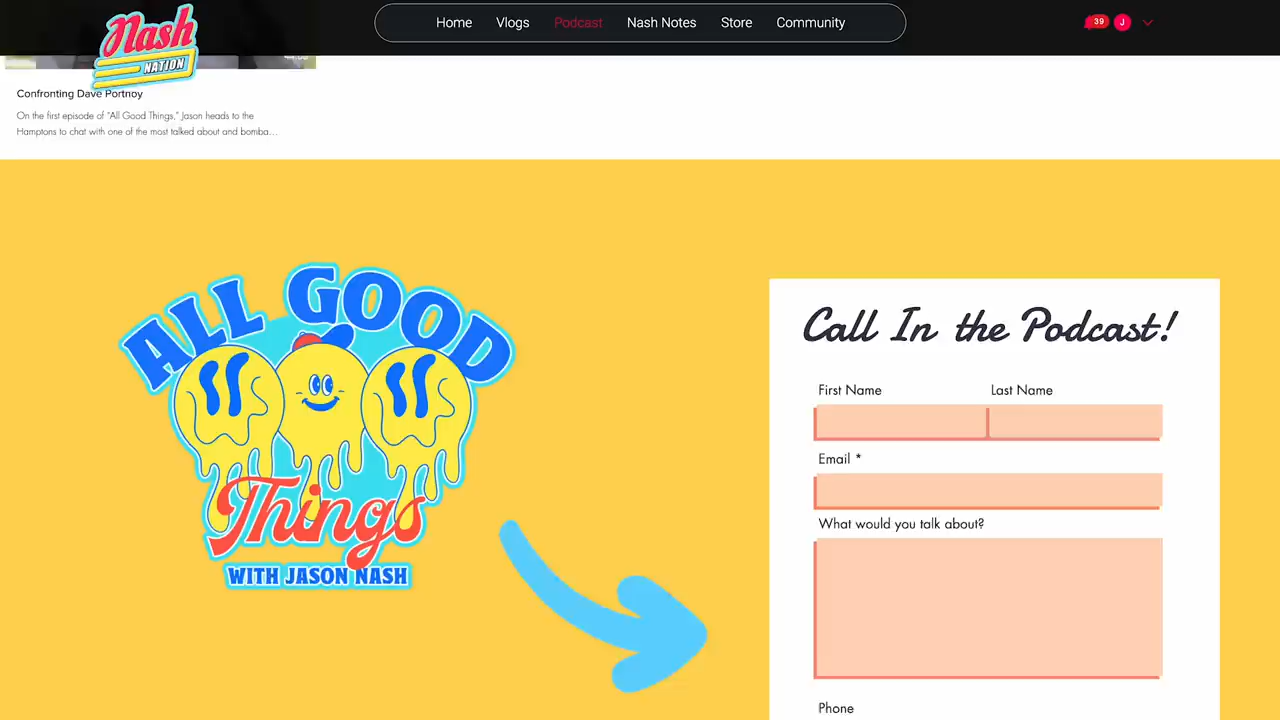 Nash
NATION
Home
Vlogs
Podcast
Nash Notes
Store
Community
39
J
Confronting Dave Portnoy
On the first episode of “All Good Things,” Jason heads to the
Hamptons to chat with one of the most talked about and bomba...
ALL GOOD
Things
WITH JASON NASH
Call In the Podcast!
First Name
Last Name
Email *
What would you talk about?
Phone